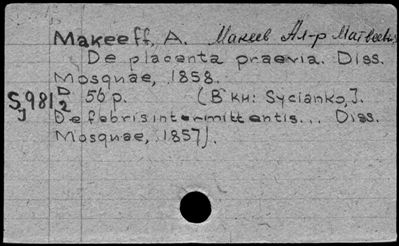 Makeeff, A. Макеев Ал-р Матвеевич
De placenta praevia. Diss.
Mosquae, 1858.
S 981 D/2 56 p. (В кн: Sycianko, J.
De febris intermittentis... Diss.
Mosquae, 1857).